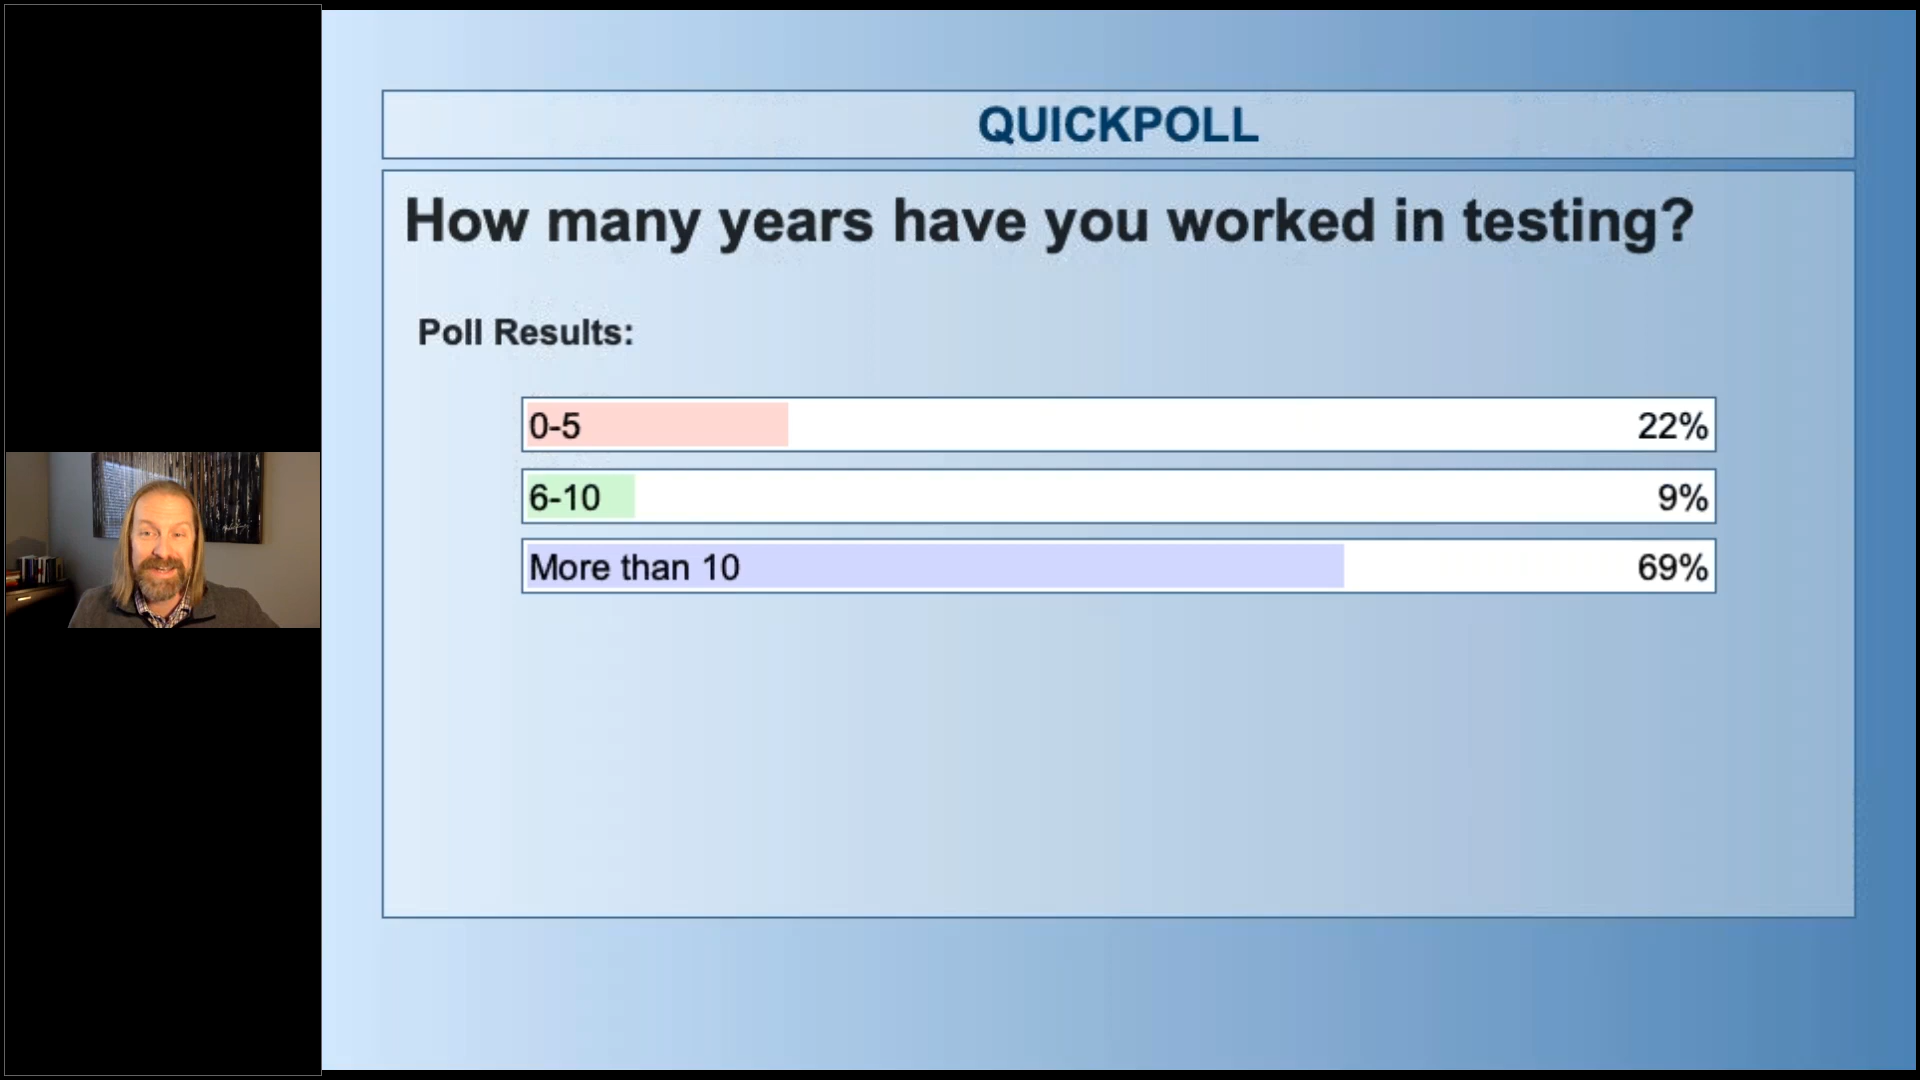 QUICKPOLL
How many years have you worked in testing?
Poll Results:
0-5 22%
6-10 9%
More than 10 69%